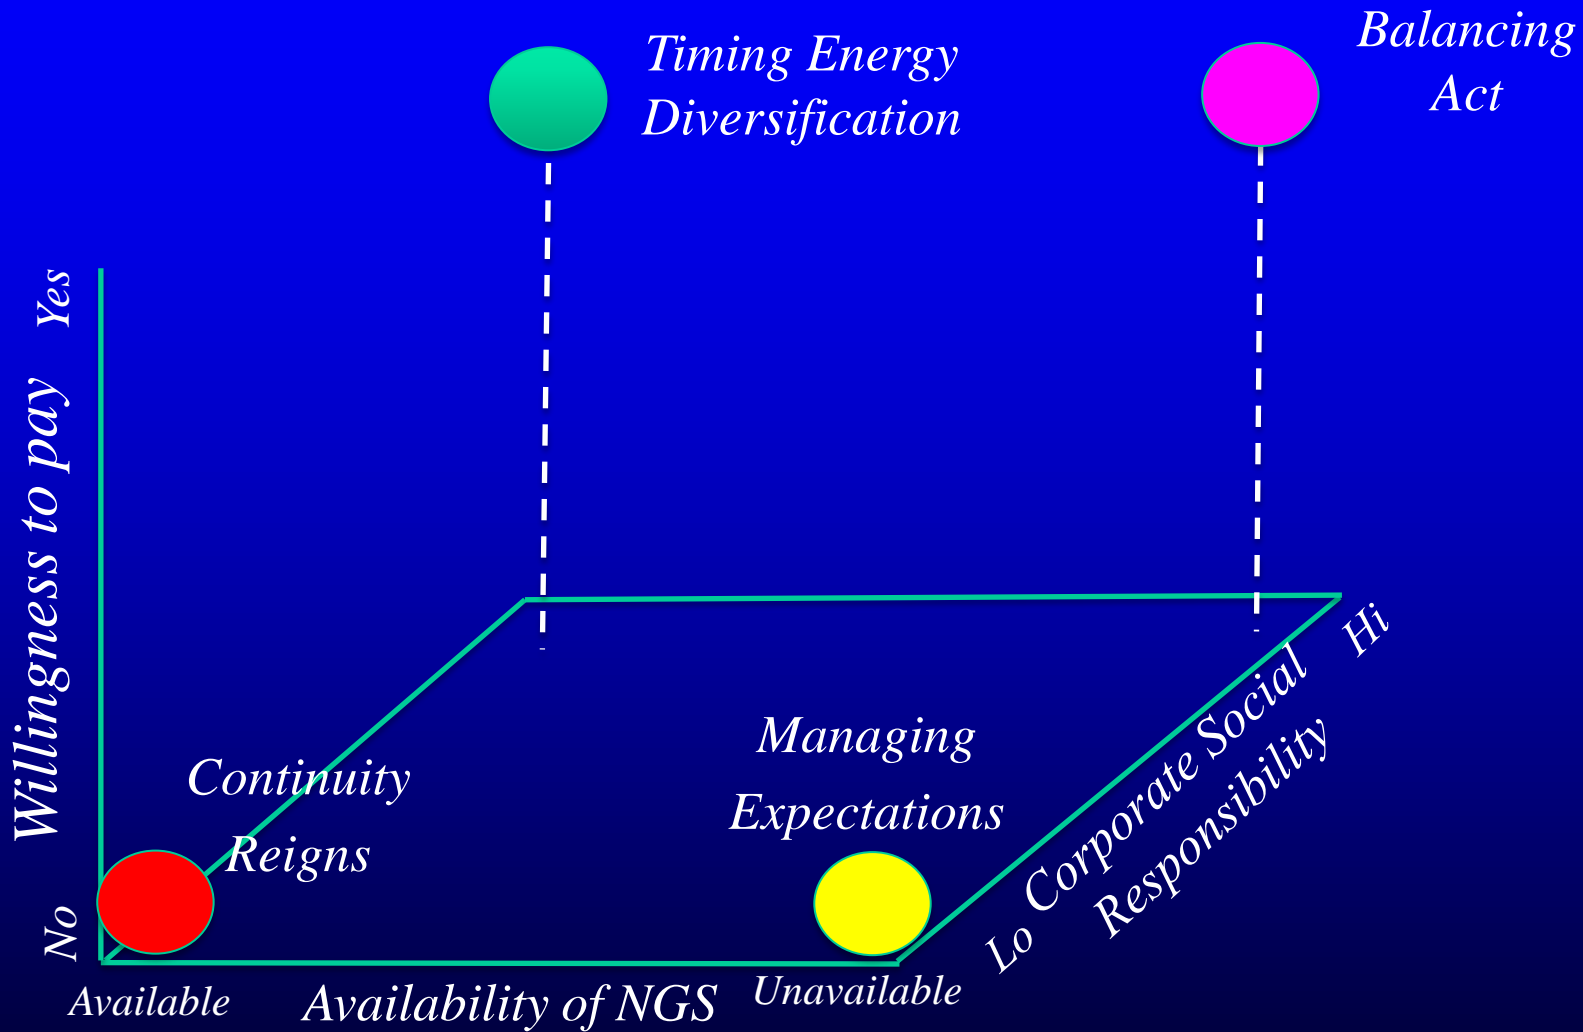 Timing Energy
Diversification
Balancing
Act
Yes
Willingness to pay
No
Continuity
Reigns
Managing
Expectations
Hi
Corporate Social
Responsibility
Lo
Available
Availability of NGS
Unavailable